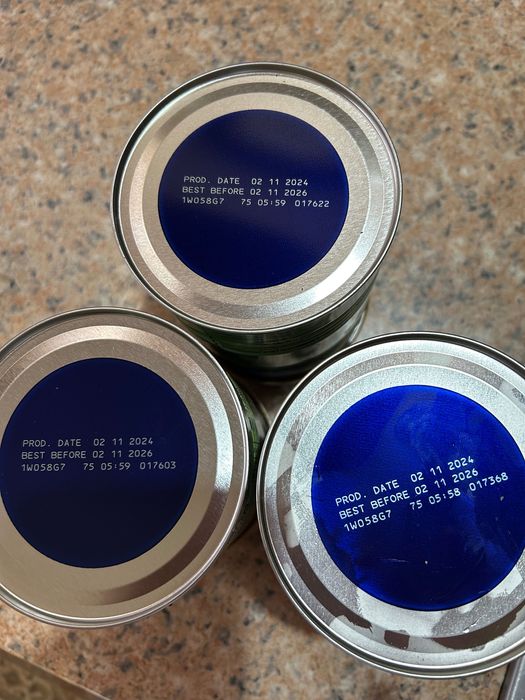 PROD. DATE 02 11 2024
BEST BEFORE 02 11 2026
1W058G7 75 05:59 017622
PROD. DATE 02 11 2024
BEST BEFORE 02 11 2026
1W058G7 75 05:59 017603
PROD. DATE 02 11 2024
BEST BEFORE 02 11 2026
1W058G7 75 05:58 017368